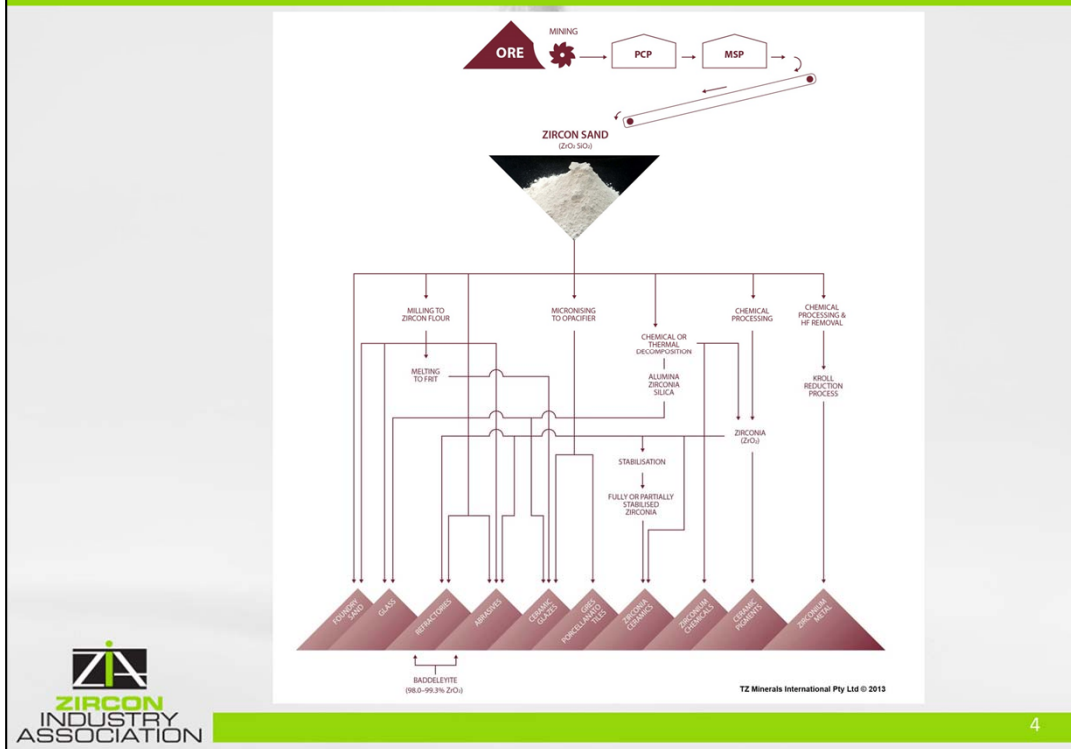 MINING
ORE
PCP
MSP
ZIRCON SAND
(ZrO₂ SiO₂)
MILLING TO
ZIRCON FLOUR
MICRONISING
TO OPACIFIER
CHEMICAL OR
THERMAL
DECOMPOSITION
CHEMICAL
PROCESSING
CHEMICAL
PROCESSING &
HF REMOVAL
MELTING
TO FRIT
ALUMINA
ZIRCONIA
SILICA
KROLL
REDUCTION
PROCESS
ZIRCONIA
(ZrO₂)
STABILISATION
FULLY OR PARTIALLY
STABILISED
ZIRCONIA
FOUNDRY
SAND
GLASS
REFRACTORIES
ABRASIVES
CERAMIC
GLAZES
GRES
PORCELLANATO
TILES
ZIRCONIA
CERAMICS
ZIRCONIUM
CHEMICALS
CERAMIC
PIGMENTS
ZIRCONIUM
METAL
BADDELEYITE
(98.0–99.3% ZrO₂)
TZ Minerals International Pty Ltd © 2013
ZIA
ZIRCON
INDUSTRY
ASSOCIATION
4